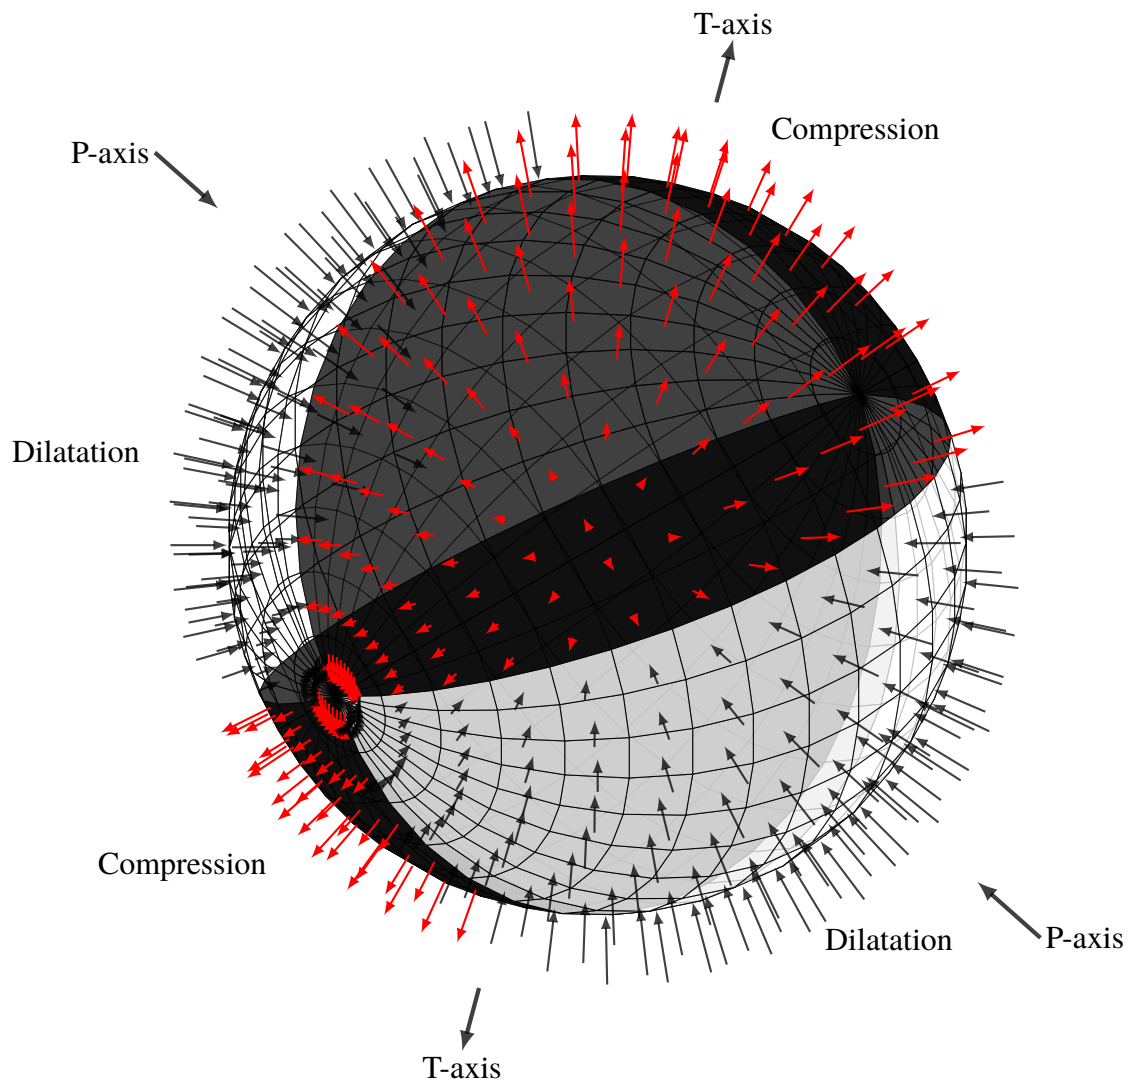 T-axis
Compression
P-axis
Dilatation
Compression
Dilatation
P-axis
T-axis